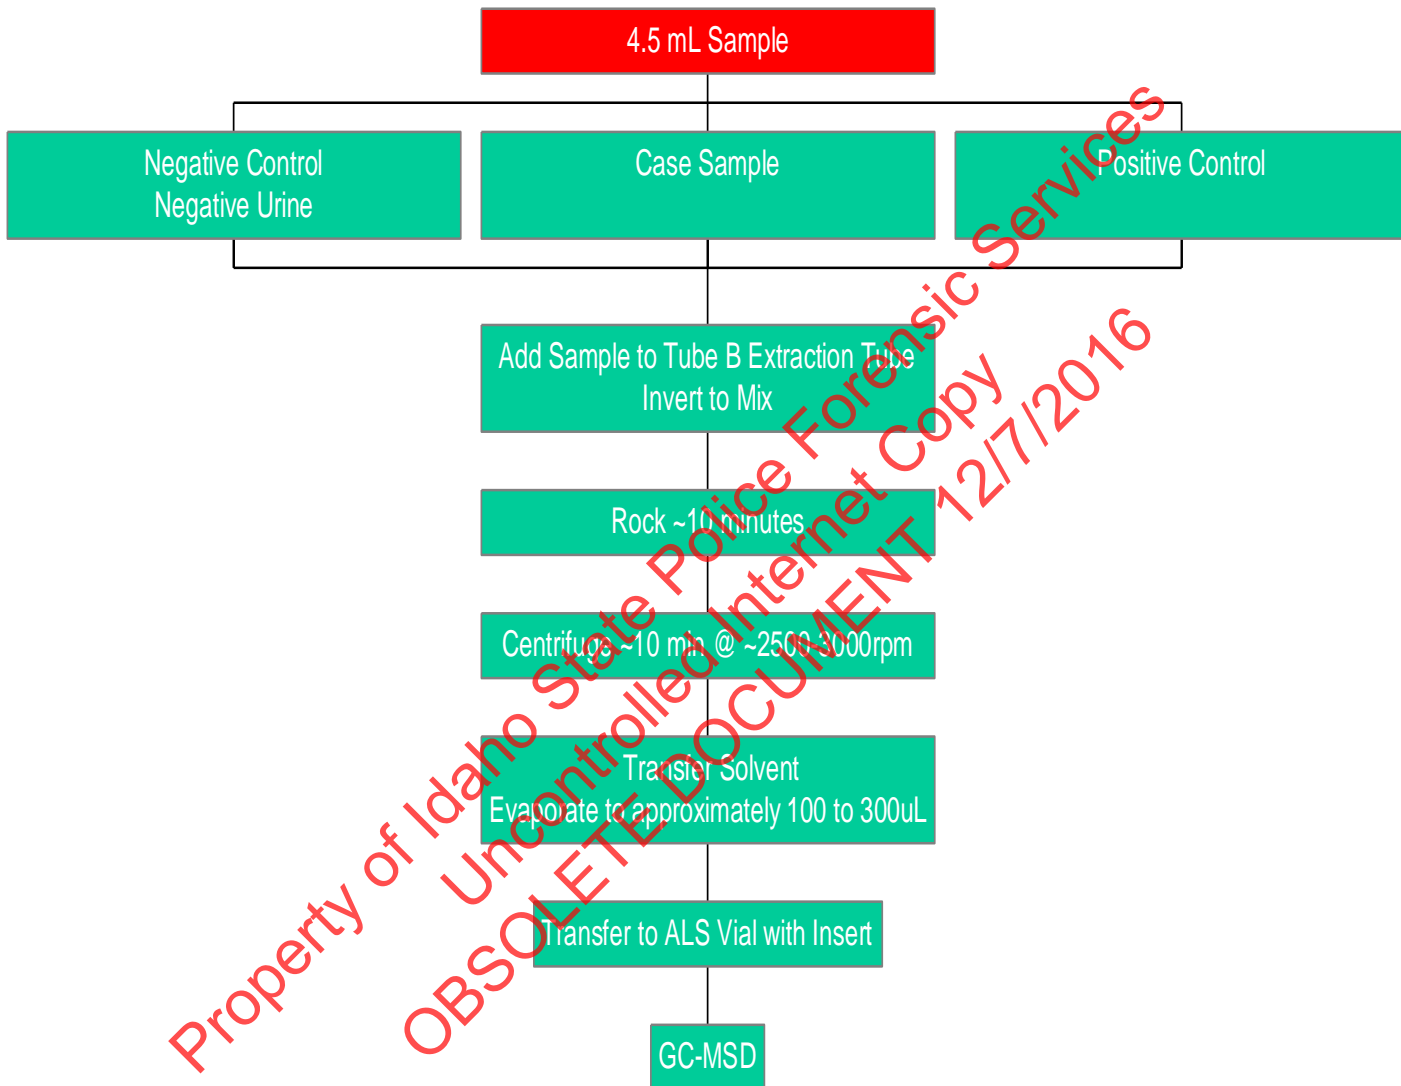 4.5 mL Sample
Negative Control
Negative Urine
Case Sample
Positive Control
Add Sample to Tube B Extraction Tube
Invert to Mix
Rock ~10 minutes
Centrifuge ~10 min @ ~2500-3000rpm
Transfer Solvent
Evaporate to approximately 100 to 300uL
Transfer to ALS Vial with Insert
GC-MSD
Property of Idaho State Police Forensic Services
Uncontrolled Internet Copy
OBSOLETE DOCUMENT 12/7/2016